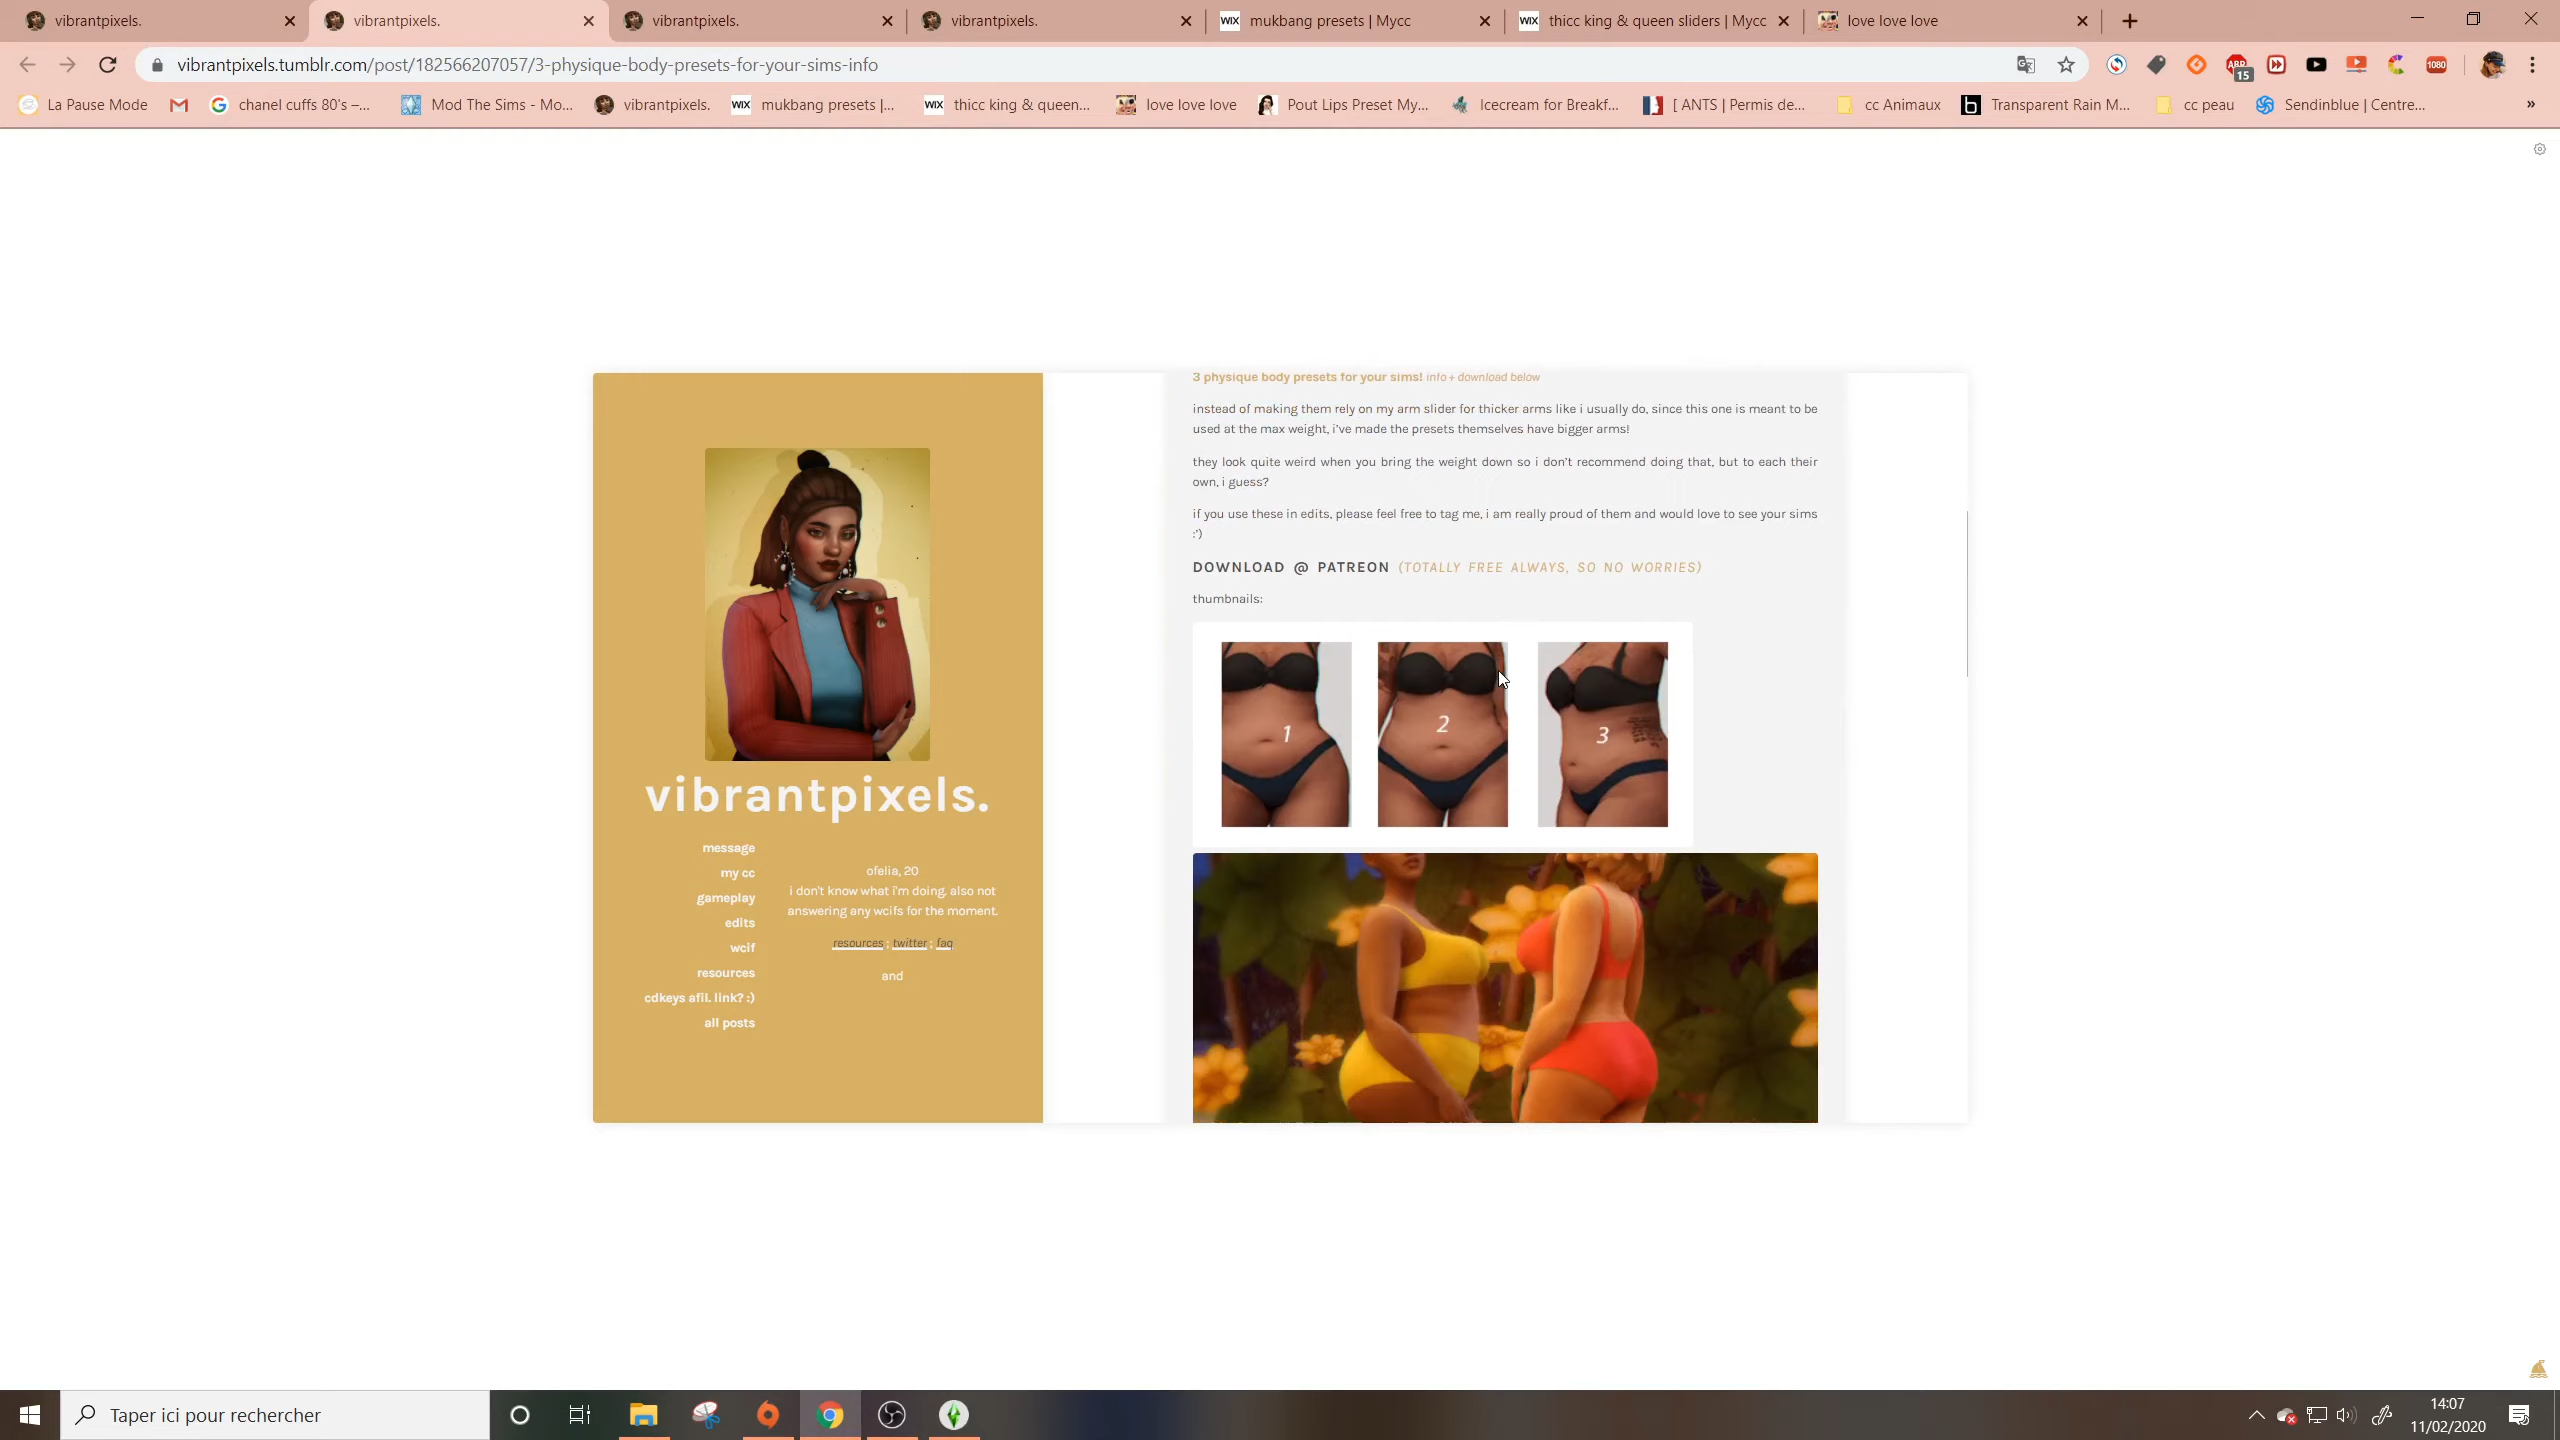 vibrantpixels.
vibrantpixels.
vibrantpixels.
vibrantpixels.
WIX mukbang presets | Mycc
WIX thicc king & queen sliders | Mycc
love love love
vibrantpixels.tumblr.com/post/182566207057/3-physique-body-presets-for-your-sims-info
ABP
15
1080
La Pause Mode
chanel cuffs 80's –...
Mod The Sims - Mo...
vibrantpixels.
WIX mukbang presets |...
WIX thicc king & queen...
love love love
Pout Lips Preset My...
Icecream for Breakf...
[ ANTS | Permis de...
cc Animaux
b Transparent Rain M...
cc peau
Sendinblue | Centre...
»
vibrantpixels.
message
my cc
gameplay
edits
wcif
resources
cdkeys afil. link? :)
all posts
ofelia, 20
i don't know what i'm doing. also not
answering any wcifs for the moment.
resources : twitter : faq
and
3 physique body presets for your sims! info + download below
instead of making them rely on my arm slider for thicker arms like i usually do, since this one is meant to be
used at the max weight, i've made the presets themselves have bigger arms!
they look quite weird when you bring the weight down so i don't recommend doing that, but to each their
own, i guess?
if you use these in edits, please feel free to tag me, i am really proud of them and would love to see your sims
:')
DOWNLOAD @ PATREON (TOTALLY FREE ALWAYS, SO NO WORRIES)
thumbnails:
1
2
3
Taper ici pour rechercher
14:07
11/02/2020